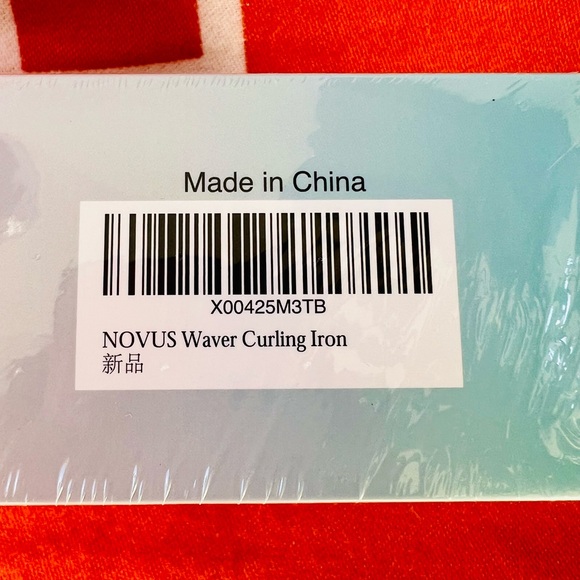 Made in China
X00425M3TB
NOVUS Waver Curling Iron
新品